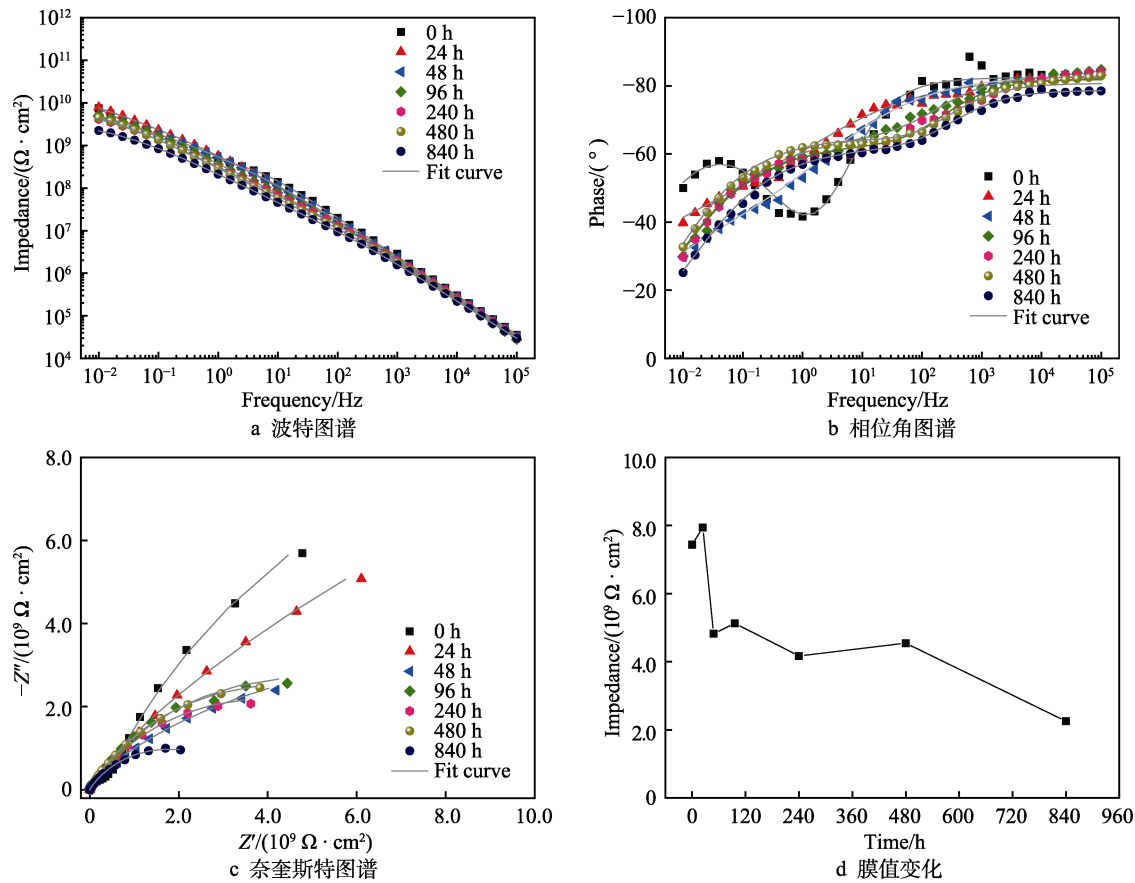 10¹²
10¹¹
10¹⁰
10⁹
10⁸
10⁷
10⁶
10⁵
10⁴
Impedance/(Ω · cm²)
0 h
24 h
48 h
96 h
240 h
480 h
840 h
Fit curve
10⁻² 10⁻¹ 10⁰ 10¹ 10² 10³ 10⁴ 10⁵
Frequency/Hz
a 波特图谱
−100
−80
−60
−40
−20
0
Phase/( ° )
0 h
24 h
48 h
96 h
240 h
480 h
840 h
Fit curve
10⁻² 10⁻¹ 10⁰ 10¹ 10² 10³ 10⁴ 10⁵
Frequency/Hz
b 相位角图谱
8.0
6.0
4.0
2.0
0
−Z″/(10⁹ Ω · cm²)
0 h
24 h
48 h
96 h
240 h
480 h
840 h
Fit curve
0 2.0 4.0 6.0 8.0 10.0
Z′/(10⁹ Ω · cm²)
c 奈奎斯特图谱
10.0
8.0
6.0
4.0
2.0
0
Impedance/(10⁹ Ω · cm²)
0 120 240 360 480 600 720 840 960
Time/h
d 膜值变化